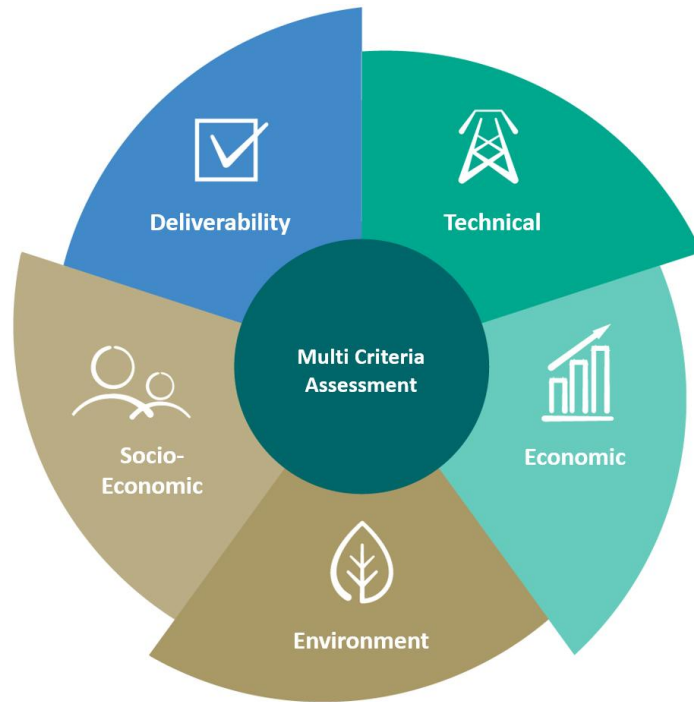 Deliverability
Technical
Multi Criteria
Assessment
Socio-
Economic
Economic
Environment